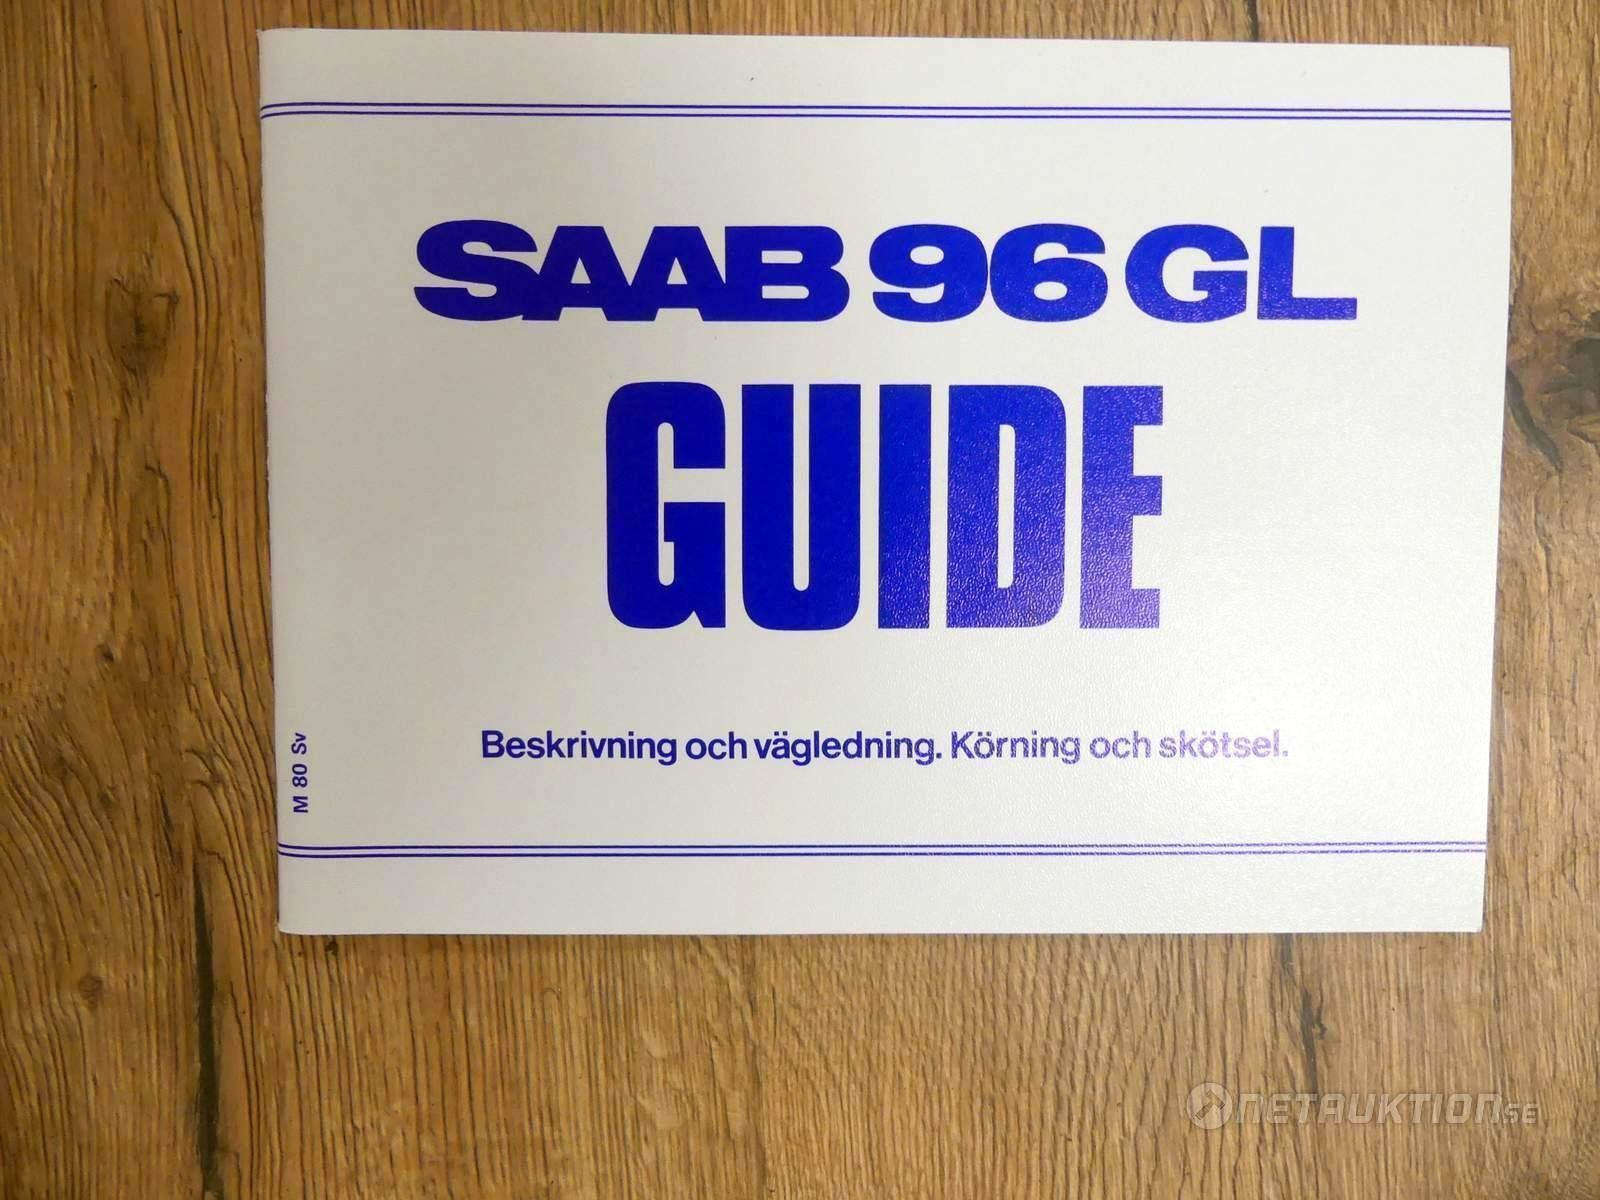 SAAB 96 GL
GUIDE
Beskrivning och vägledning. Körning och skötsel.
M 80 Sv
NETAUKTION.SE